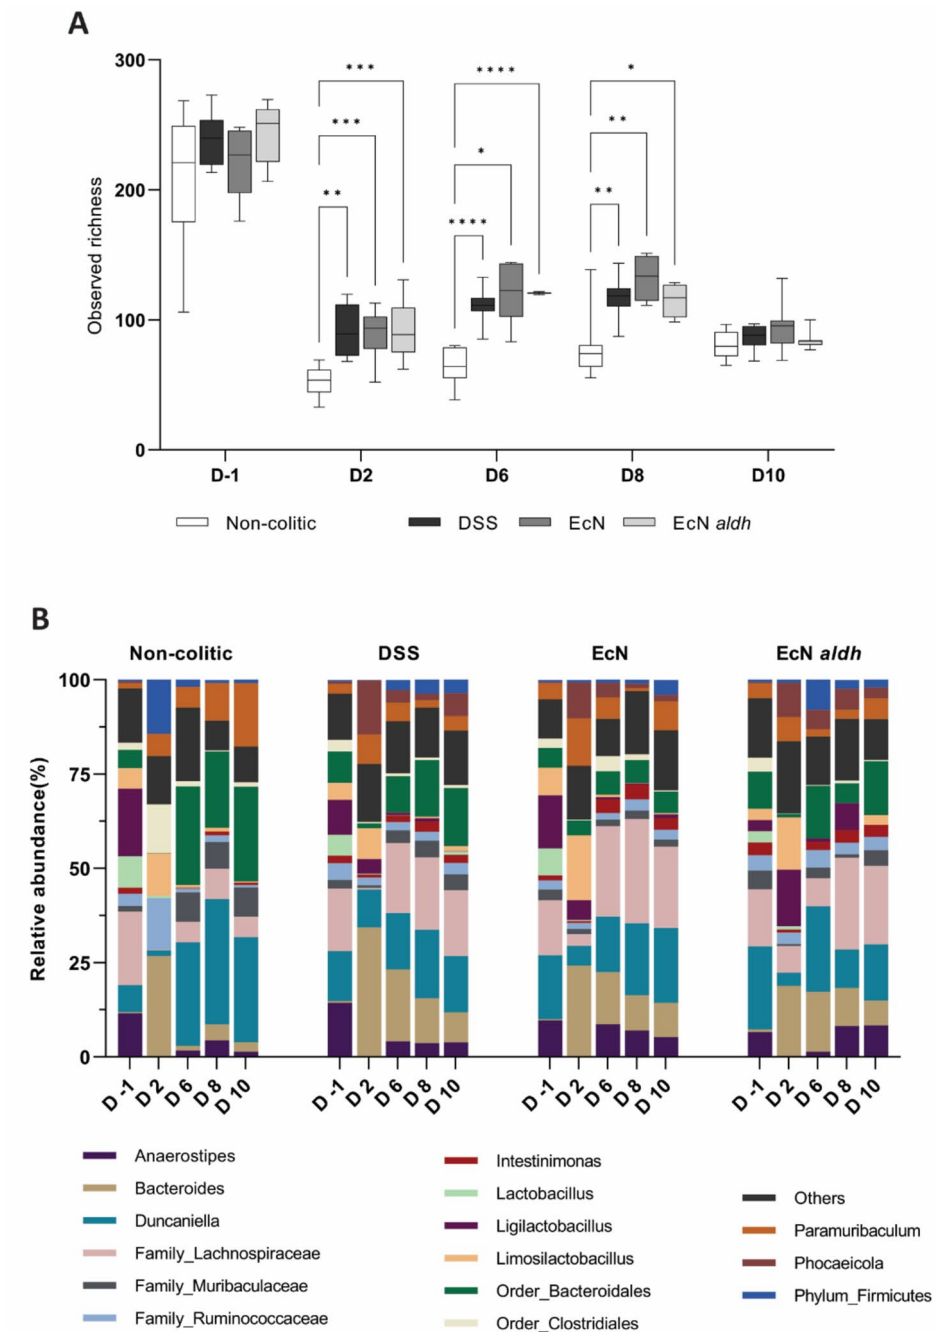 A
300
200
100
0
Observed richness
***
***
**
****
*
****
*
**
**
D-1 D2 D6 D8 D10
Non-colitic DSS EcN EcN aldh
B
Non-colitic DSS EcN EcN aldh
100
75
50
25
0
Relative abundance(%)
D -1 D 2 D 6 D 8 D 10 D -1 D 2 D 6 D 8 D 10 D -1 D 2 D 6 D 8 D 10 D -1 D 2 D 6 D 8 D 10
Anaerostipes
Bacteroides
Duncaniella
Family_Lachnospiraceae
Family_Muribaculaceae
Family_Ruminococcaceae
Intestinimonas
Lactobacillus
Ligilactobacillus
Limosilactobacillus
Order_Bacteroidales
Order_Clostridiales
Others
Paramuribaculum
Phocaeicola
Phylum_Firmicutes